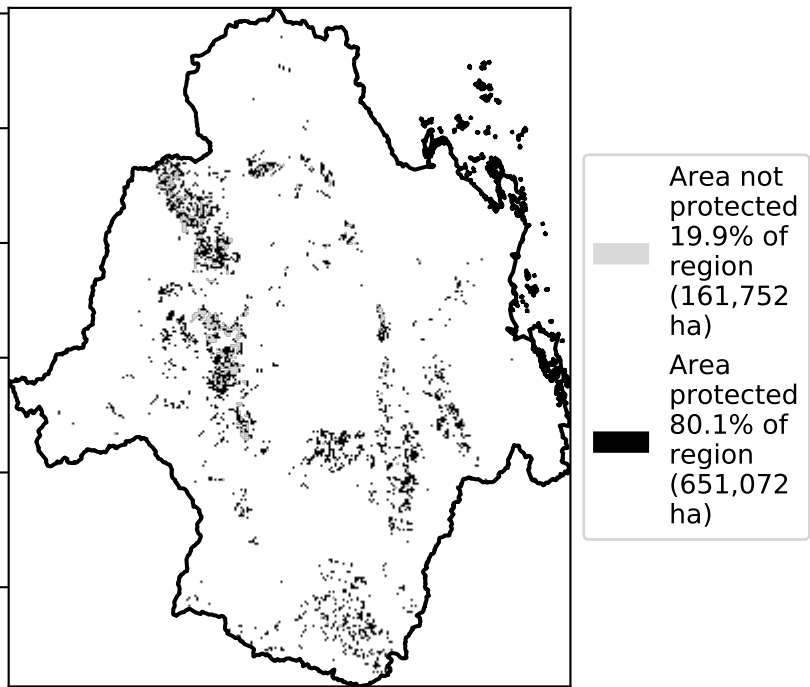 Area not
protected
19.9% of
region
(161,752
ha)
Area
protected
80.1% of
region
(651,072
ha)